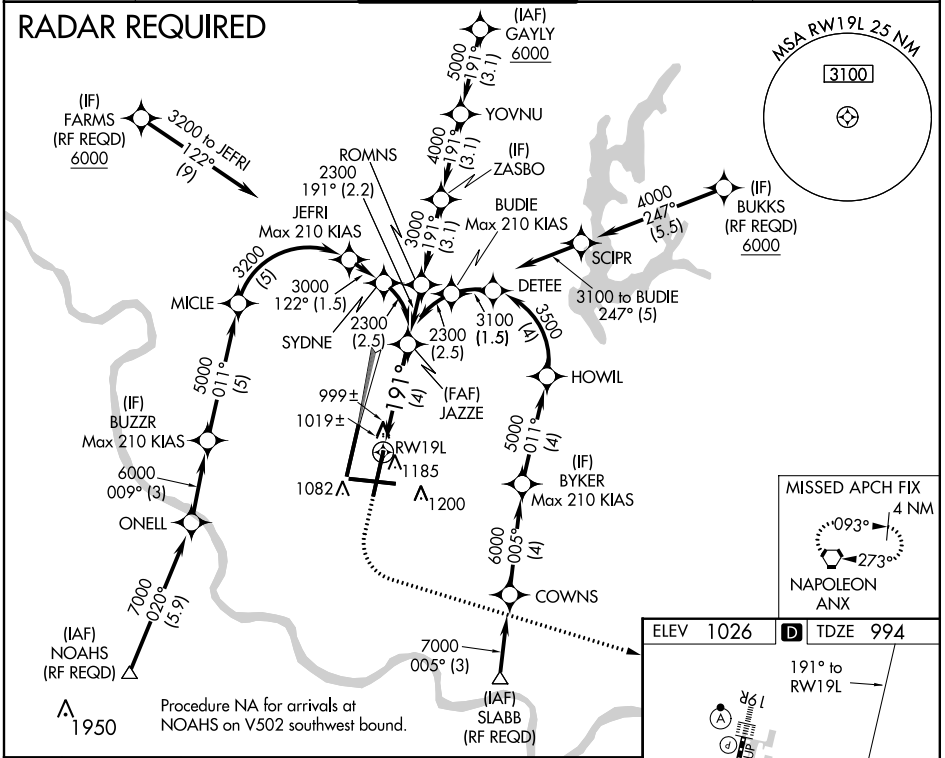 RADAR REQUIRED
(IAF)
GAYLY
6000
MSA RW19L 25 NM
3100
5000
191°
(3.1)
YOVNU
(IF)
FARMS
(RF REQD)
6000
3200 to JEFRI
122°
(9)
4000
191°
(3.1)
(IF)
ZASBO
ROMNS
2300
191° (2.2)
JEFRI
Max 210 KIAS
BUDIE
Max 210 KIAS
3000
191°
(3.1)
4000
247°
(5.5)
(IF)
BUKKS
(RF REQD)
6000
SCIPR
3100 to BUDIE
247° (5)
3200
(5)
MICLE
3000
122° (1.5)
SYDNE
2300
(2.5)
2300
(2.5)
3100
(1.5)
DETEE
3500
(4)
HOWIL
5000
011°
(5)
191°
(4)
(FAF)
JAZZE
999±
1019±
RW19L
1185
1082
1200
(IF)
BUZZR
Max 210 KIAS
6000
009° (3)
ONELL
5000
011°
(4)
(IF)
BYKER
Max 210 KIAS
6000
005°
(4)
COWNS
7000
020°
(5.9)
(IAF)
NOAHS
(RF REQD)
7000
005° (3)
(IAF)
SLABB
(RF REQD)
1950
Procedure NA for arrivals at
NOAHS on V502 southwest bound.
MISSED APCH FIX
4 NM
093°
273°
NAPOLEON
ANX
ELEV 1026 D TDZE 994
191° to
RW19L
19R
A
P
UP